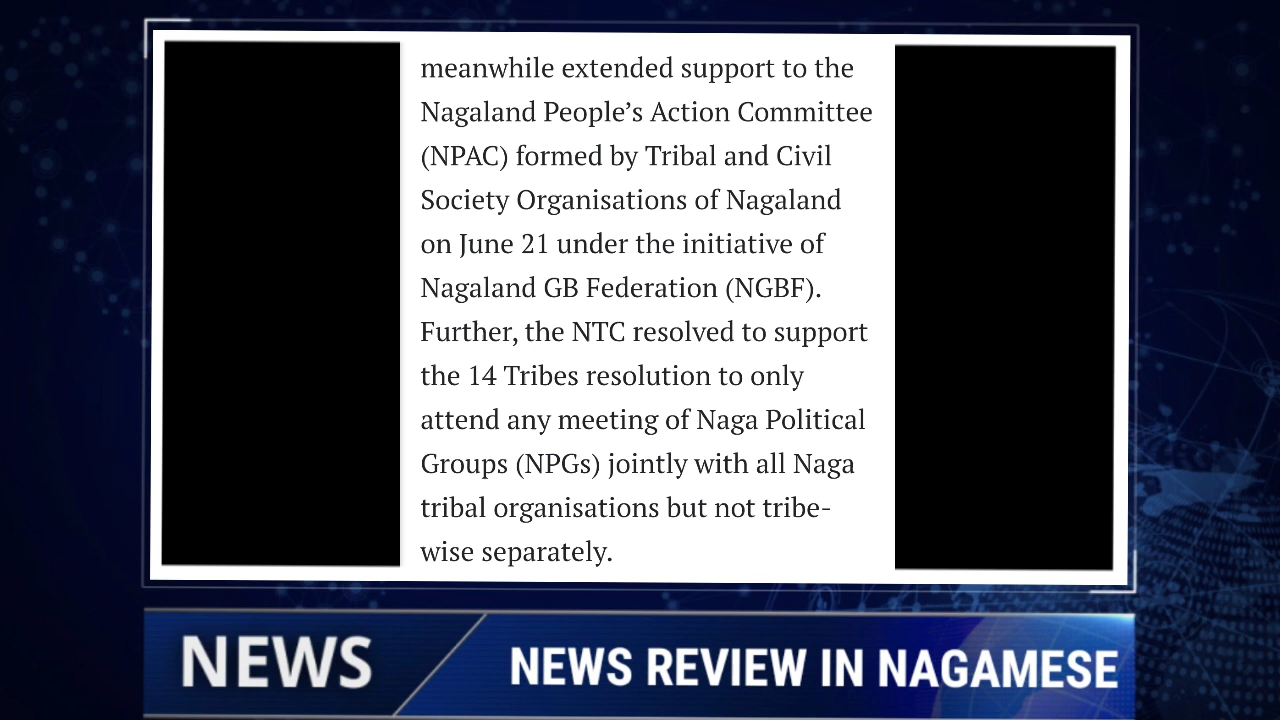 meanwhile extended support to the
Nagaland People’s Action Committee
(NPAC) formed by Tribal and Civil
Society Organisations of Nagaland
on June 21 under the initiative of
Nagaland GB Federation (NGBF).
Further, the NTC resolved to support
the 14 Tribes resolution to only
attend any meeting of Naga Political
Groups (NPGs) jointly with all Naga
tribal organisations but not tribe-
wise separately.
NEWS
NEWS REVIEW IN NAGAMESE